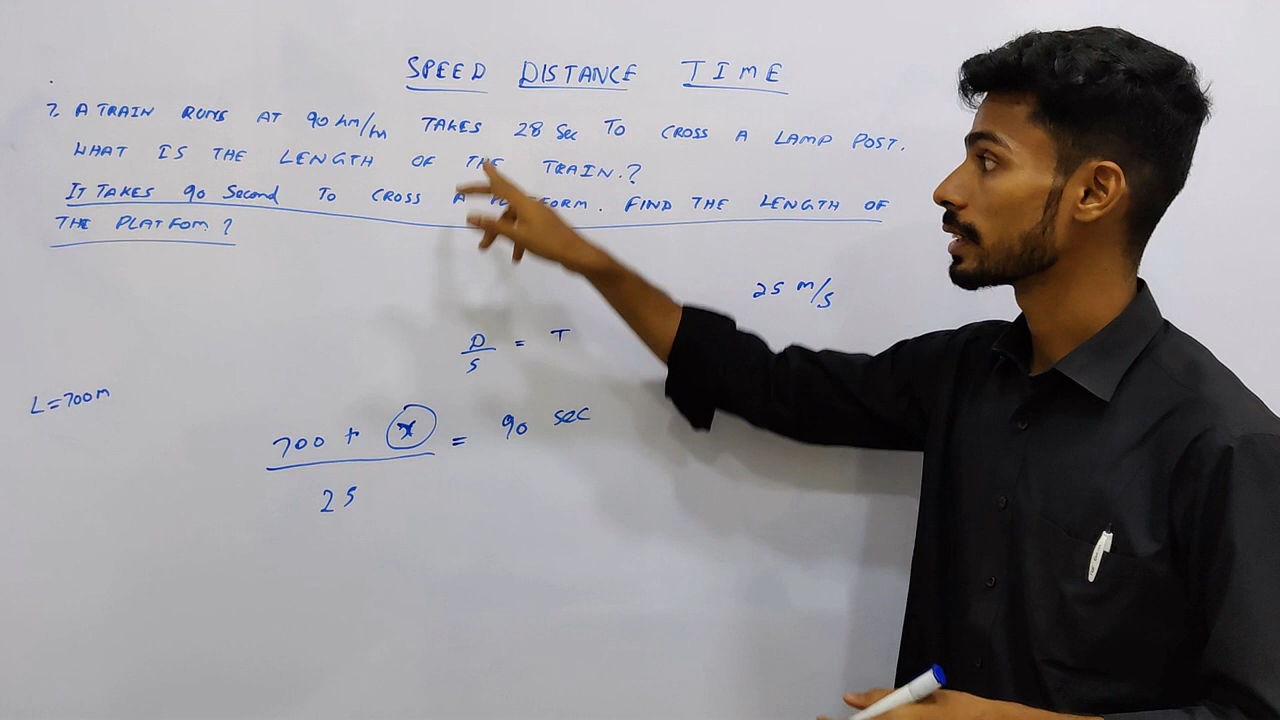 SPEED DISTANCE TIME
7. A TRAIN RUNS AT 90 km/hr TAKES 28 Sec TO CROSS A LAMP POST.
WHAT IS THE LENGTH OF THE TRAIN.?
IT TAKES 90 Second TO CROSS A FORM. FIND THE LENGTH OF
THE PLATFOM ?
25 m/s
D/S = T
L=700m
700 + x = 90 sec
25